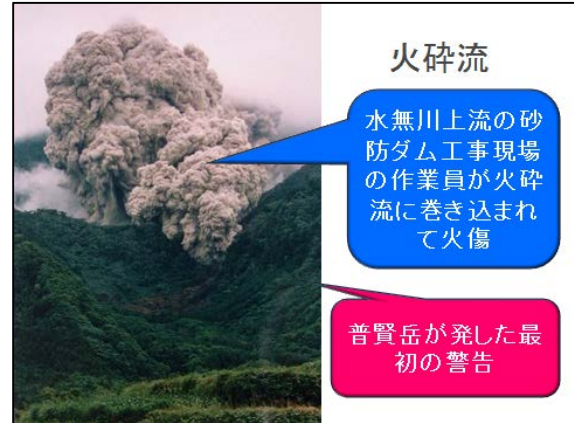 火砕流
水無川上流の砂
防ダム工事現場
の作業員が火砕
流に巻き込まれ
て火傷
普賢岳が発した最
初の警告